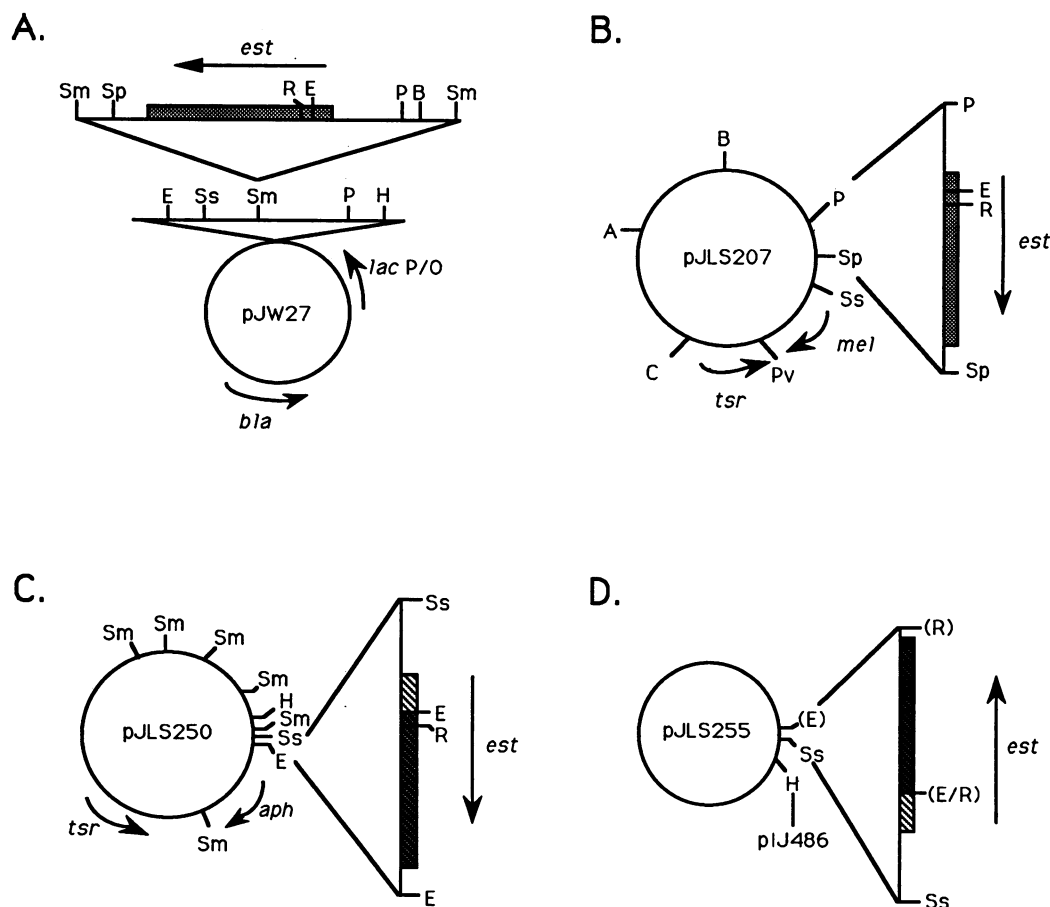 A.
est
Sm Sp R E P B Sm
E Ss Sm P H
lac P/O
pJW27
bla
B.
B
P
A
P
pJLS207
Sp
Ss
E
R
est
mel
C
Pv
tsr
Sp
C.
Sm
Sm
Sm
Sm
H
Sm
Ss
E
pJLS250
aph
tsr
Sm
Ss
E
R
est
E
D.
(R)
pJLS255
(E)
Ss
H
pIJ486
est
(E/R)
Ss